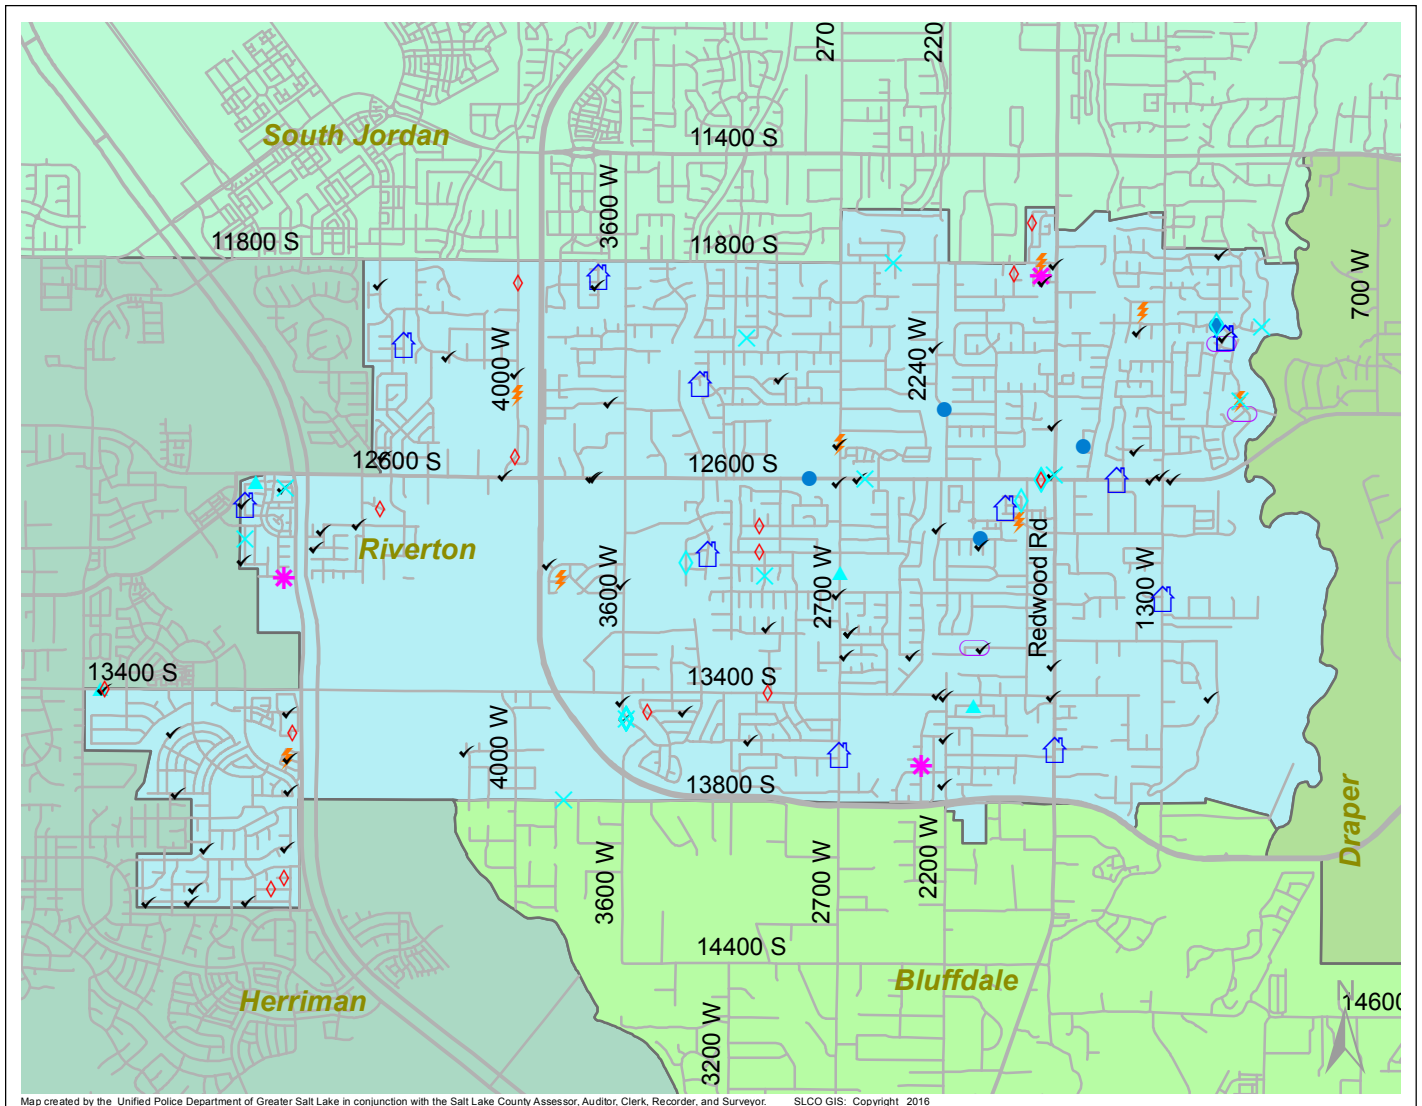 270
220
South Jordan
11400 S
3600 W
11800 S
11800 S
700 W
4000 W
2240 W
12600 S
12600 S
Riverton
3600 W
2700 W
Redwood Rd
1300 W
13400 S
13400 S
4000 W
13800 S
Draper
3600 W
2700 W
2200 W
14400 S
Bluffdale
Herriman
N
14600
3200 W
Map created by the Unified Police Department of Greater Salt Lake in conjunction with the Salt Lake County Assessor, Auditor, Clerk, Recorder, and Surveyor. SLCO GIS: Copyright 2016